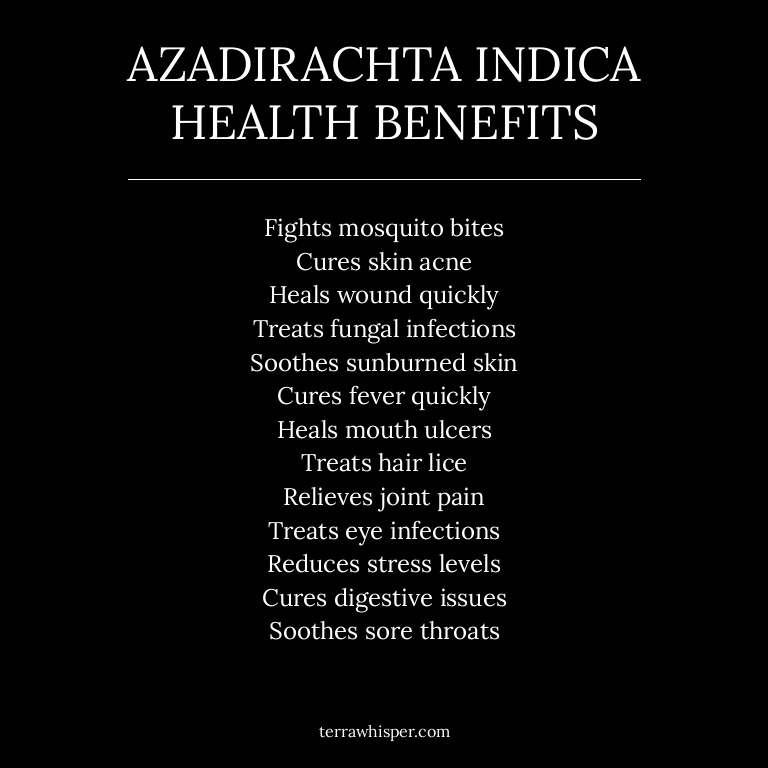 AZADIRACHTA INDICA
HEALTH BENEFITS
Fights mosquito bites
Cures skin acne
Heals wound quickly
Treats fungal infections
Soothes sunburned skin
Cures fever quickly
Heals mouth ulcers
Treats hair lice
Relieves joint pain
Treats eye infections
Reduces stress levels
Cures digestive issues
Soothes sore throats
terrawhisper.com